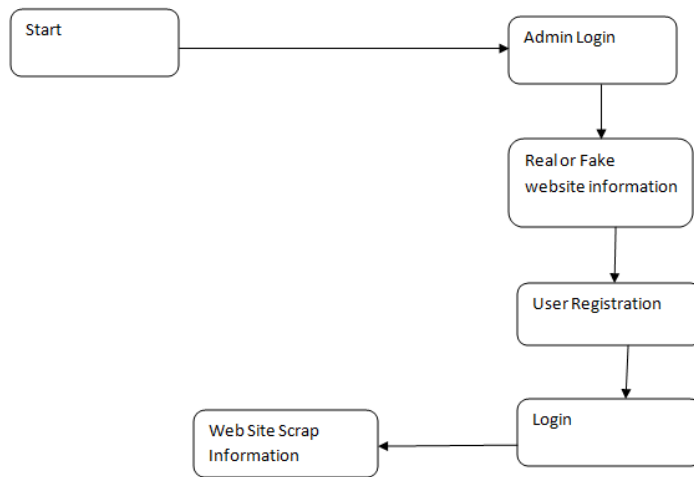 Start
Admin Login
Real or Fake
website information
User Registration
Login
Web Site Scrap
Information